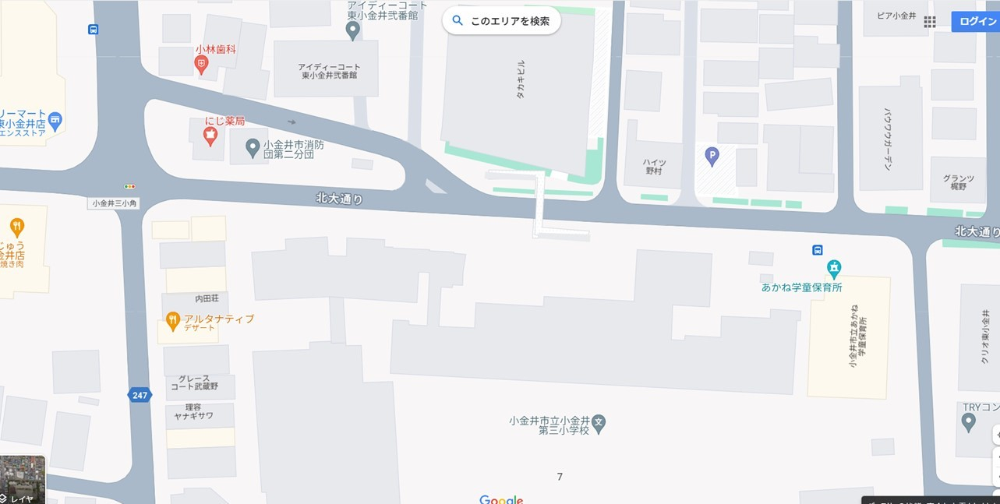 アイディーコート
東小金井弐番館
このエリアを検索
ピア小金井
ログイン
小林歯科
アイディーコート
東小金井弐番館
タカキビル
リーマート
東小金井店
エンスストア
にじ薬局
小金井市消防
団第二分団
P
ハイツ
野村
パウワウガーデン
グランツ
梶野
小金井三小角
北大通り
北大通り
じゅう
金井店
焼き肉
内田荘
アルタナティブ
デザート
あかね学童保育所
小金井市立あかね
学童保育所
クリオ東小金井
グレース
コート武蔵野
247
理容
ヤナギサワ
小金井市立小金井
第三小学校
文
TRYコン
7
レイヤ
Google